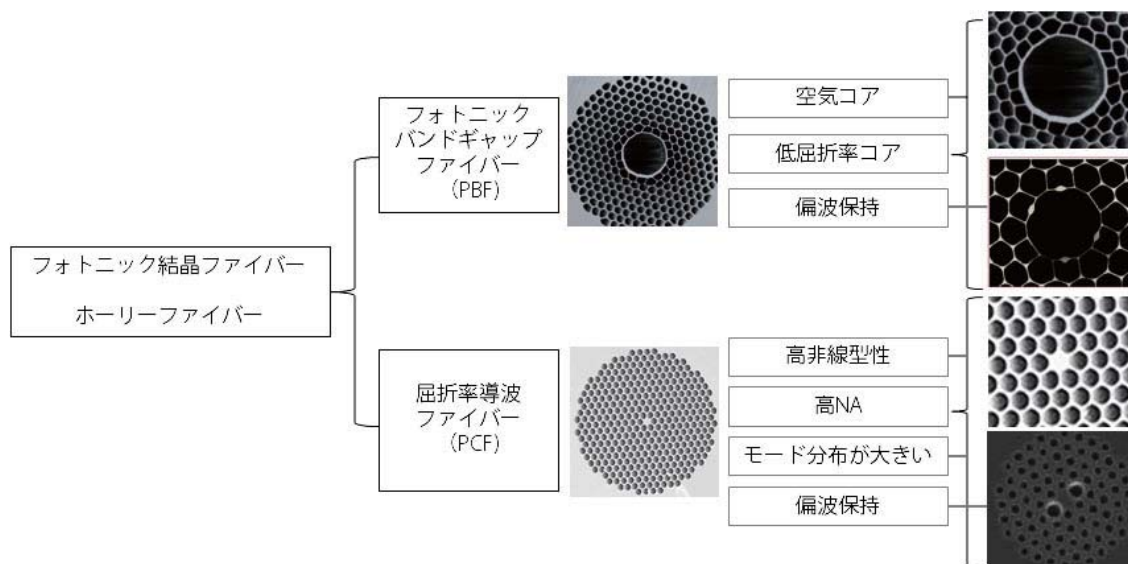 フォトニック結晶ファイバー
ホーリーファイバー
フォトニック
バンドギャップ
ファイバー
(PBF)
空気コア
低屈折率コア
偏波保持
屈折率導波
ファイバー
(PCF)
高非線型性
高NA
モード分布が大きい
偏波保持